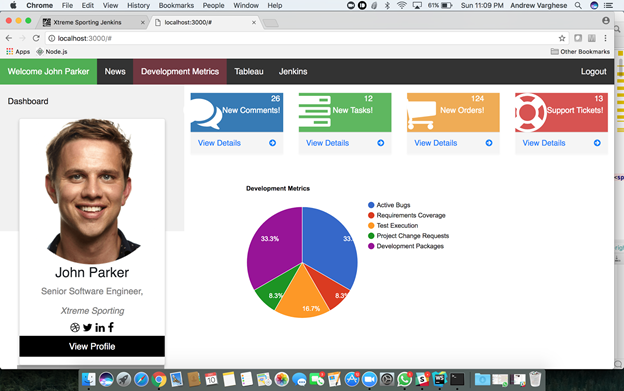 Chrome File Edit View History Bookmarks People Window Help 61% Sun 11:09 PM Andrew Varghese
Xtreme Sporting Jenkins localhost:3000/#
localhost:3000/#
Apps Node.js Other Bookmarks
Welcome John Parker News Development Metrics Tableau Jenkins Logout
Dashboard
26
New Comments!
View Details
12
New Tasks!
View Details
124
New Orders!
View Details
13
Support Tickets!
View Details
John Parker
Senior Software Engineer,
Xtreme Sporting
View Profile
Development Metrics
33.3%
33.
8.3%
16.7%
8.3%
Active Bugs
Requirements Coverage
Test Execution
Project Change Requests
Development Packages
<sp